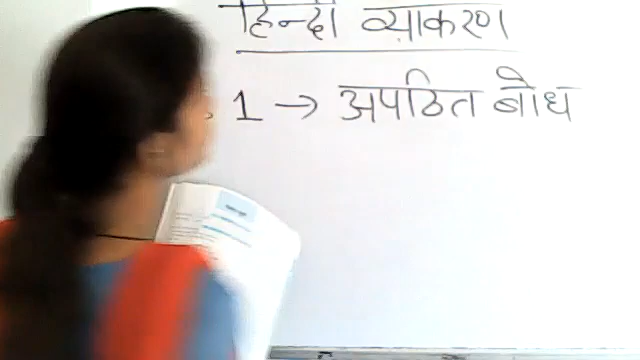 हिन्दी व्याकरण
1 → अपठित बोध